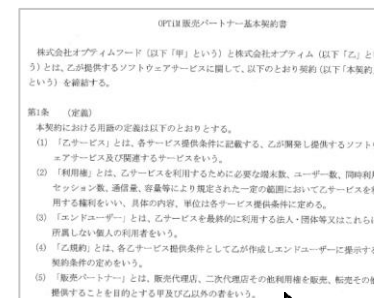 OPTiM 販売パートナー基本契約書
株式会社オプティムフード（以下「甲」という）と株式会社オプティム（以下「乙」とい
う）とは、乙が提供するソフトウェアサービスに関して、以下のとおり契約（以下「本契約」
という）を締結する。
第1条　（定義）
本契約における用語の定義は以下のとおりとする。
(1) 「乙サービス」とは、各サービス提供条件に記載する、乙が開発し提供するソフト
ェアサービス及び関連するサービスをいう。
(2) 「利用権」とは、乙サービスを利用するために必要な端末数、ユーザー数、同時利用
セッション数、通信量、容量等により規定された一定の範囲において乙サービスを利
用する権利をいい、具体の内容、単位は各サービス提供条件に定める。
(3) 「エンドユーザー」とは、乙サービスを最終的に利用する法人・団体等又はこれらに
所属しない個人の利用者をいう。
(4) 「乙規約」とは、各乙サービス提供条件として乙が作成しエンドユーザーに提示する
契約条件の定めをいう。
(5) 「販売パートナー」とは、販売代理店、二次代理店その他利用権を販売、転売その他
提供することを目的とする甲及び乙以外の者をいう。